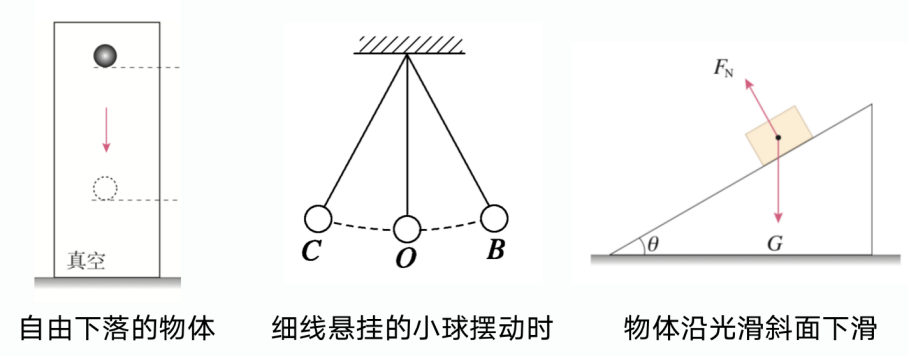 真空
自由下落的物体
C
O
B
细线悬挂的小球摆动时
F_N
θ
G
物体沿光滑斜面下滑